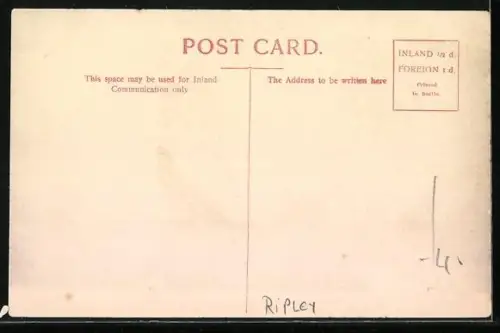 POST CARD.
This space may be used for Inland
Communication only
The Address to be written here
INLAND ½ d.
FOREIGN 1 d.
Printed
in Berlin
RiPLEY
-4.